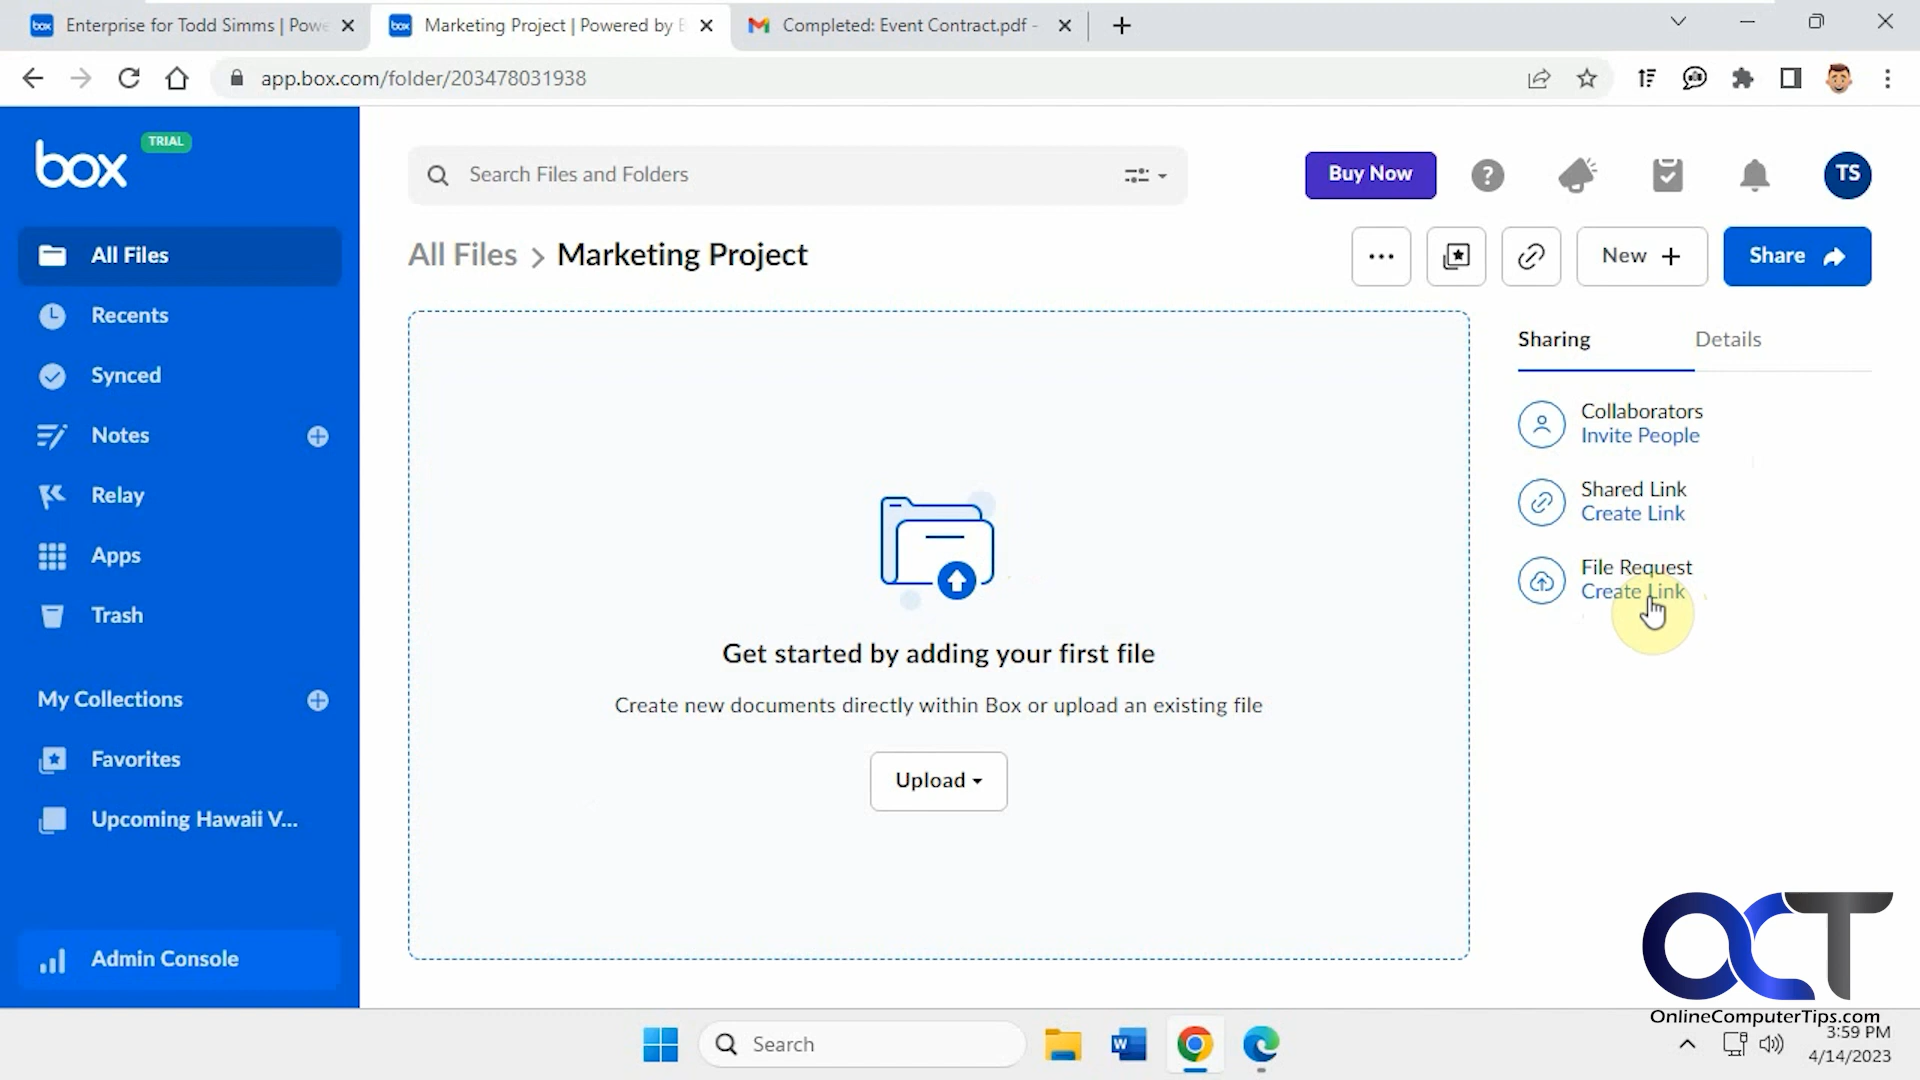 Enterprise for Todd Simms | Powe
Marketing Project | Powered by B
Completed: Event Contract.pdf -
app.box.com/folder/203478031938
box
TRIAL
Search Files and Folders
Buy Now
TS
All Files
Recents
Synced
Notes
Relay
Apps
Trash
My Collections
Favorites
Upcoming Hawaii V...
Admin Console
All Files > Marketing Project
New +
Share
Sharing
Details
Collaborators
Invite People
Shared Link
Create Link
File Request
Create Link
Get started by adding your first file
Create new documents directly within Box or upload an existing file
Upload
OCT
OnlineComputerTips.com
Search
3:59 PM
4/14/2023